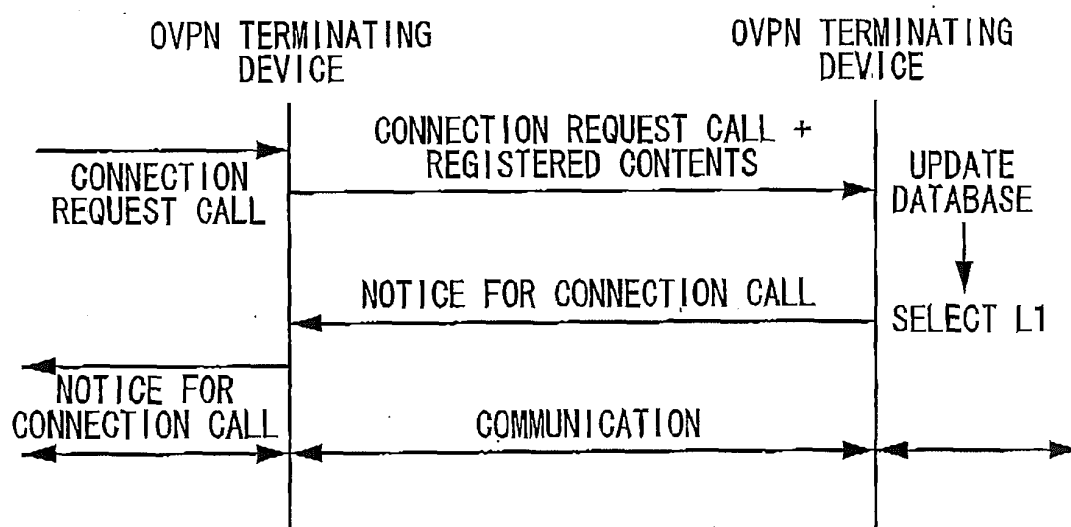 OVPN TERMINATING
DEVICE
OVPN TERMINATING
DEVICE
CONNECTION
REQUEST CALL
CONNECTION REQUEST CALL +
REGISTERED CONTENTS
UPDATE
DATABASE
NOTICE FOR CONNECTION CALL
SELECT L1
NOTICE FOR
CONNECTION CALL
COMMUNICATION